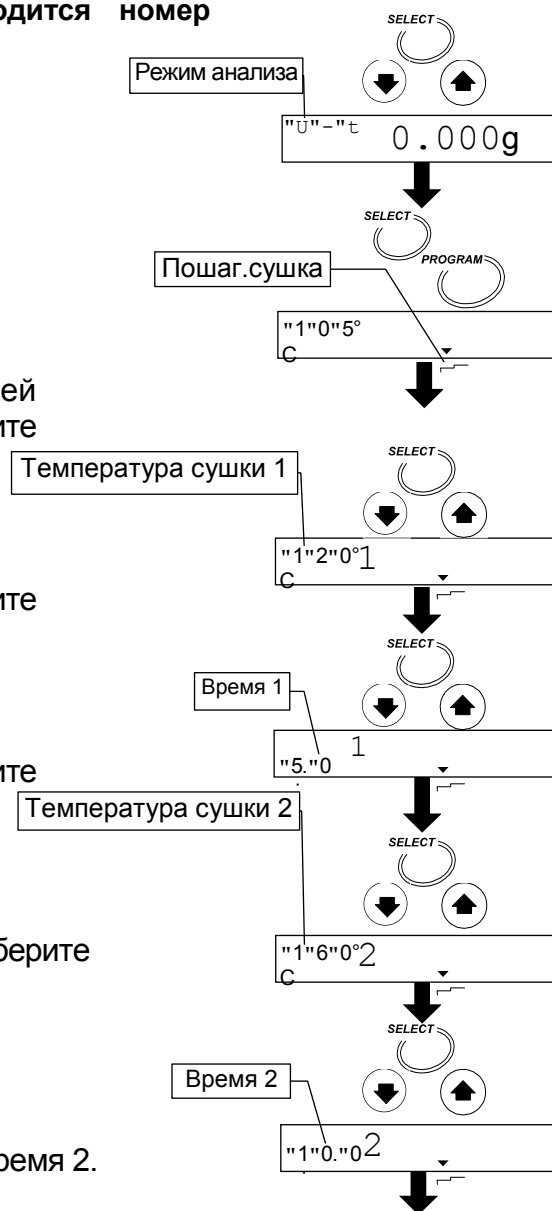 одится номер
SELECT
Режим анализа
"U"-"t 0.000g
SELECT
PROGRAM
Пошаг.сушка
"1"0"5°
C
ей
ите
SELECT
Температура сушки 1
"1"2"0°1
C
ите
SELECT
Время 1
1
"5."0
ите
Температура сушки 2
SELECT
берите
"1"6"0°2
C
SELECT
Время 2
"1"0."02
ремя 2.